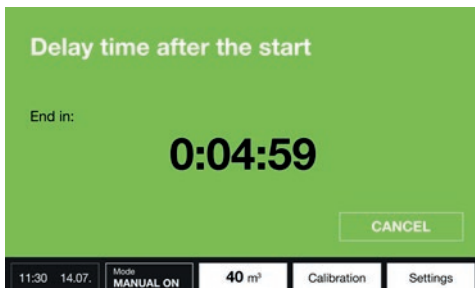 Delay time after the start
End in:
0:04:59
CANCEL
11:30 14.07.
Mode
MANUAL ON
40 m³
Calibration
Settings